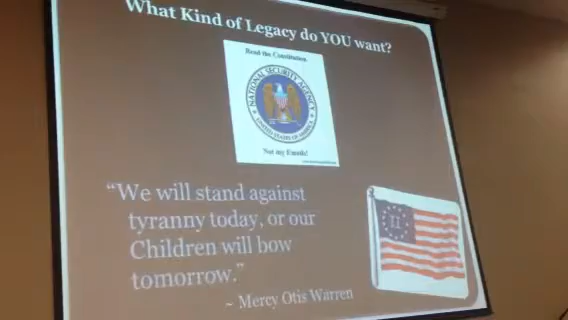 What Kind of Legacy do YOU want?
Read the Constitution
NATIONAL SECURITY AGENCY
UNITED STATES OF AMERICA
Not my Emails!
"We will stand against
tyranny today, or our
Children will bow
tomorrow."
~ Mercy Otis Warren
II